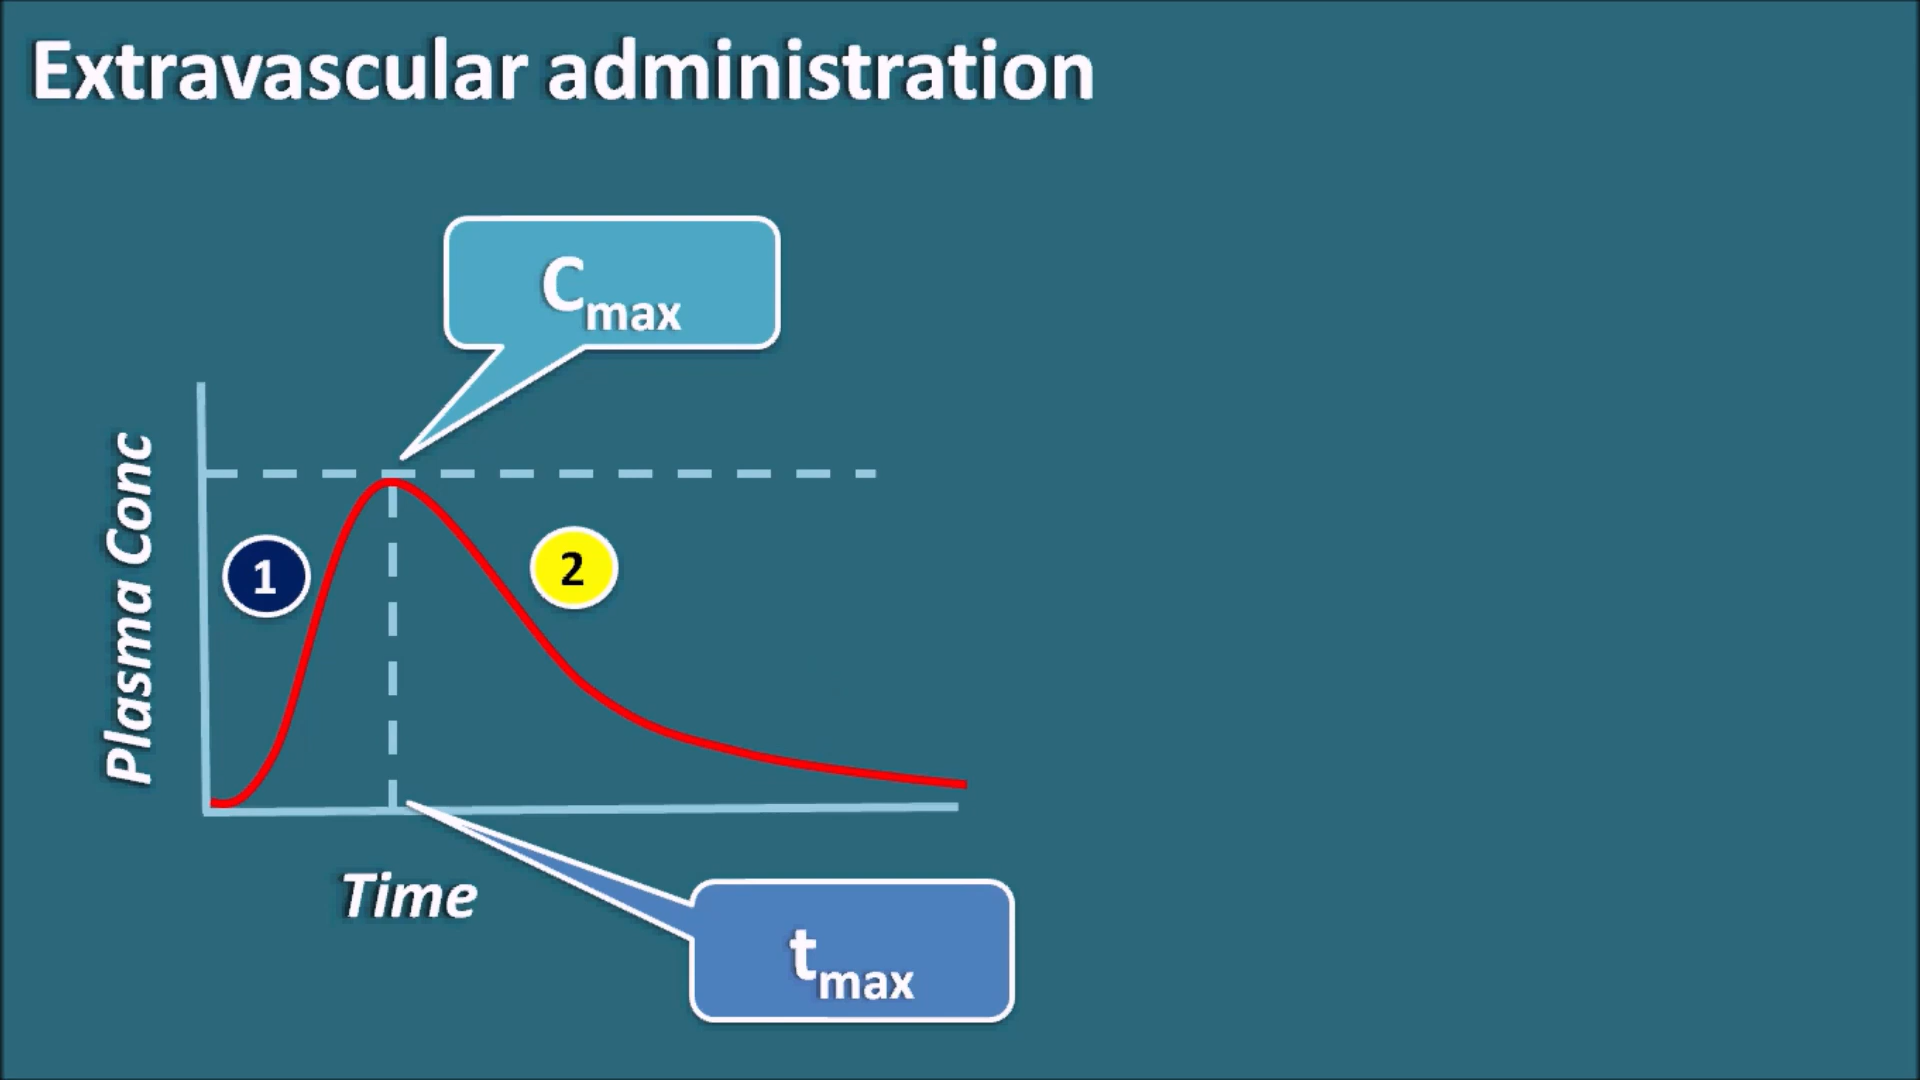 Extravascular administration
Cmax
Plasma Conc
1
2
Time
tmax